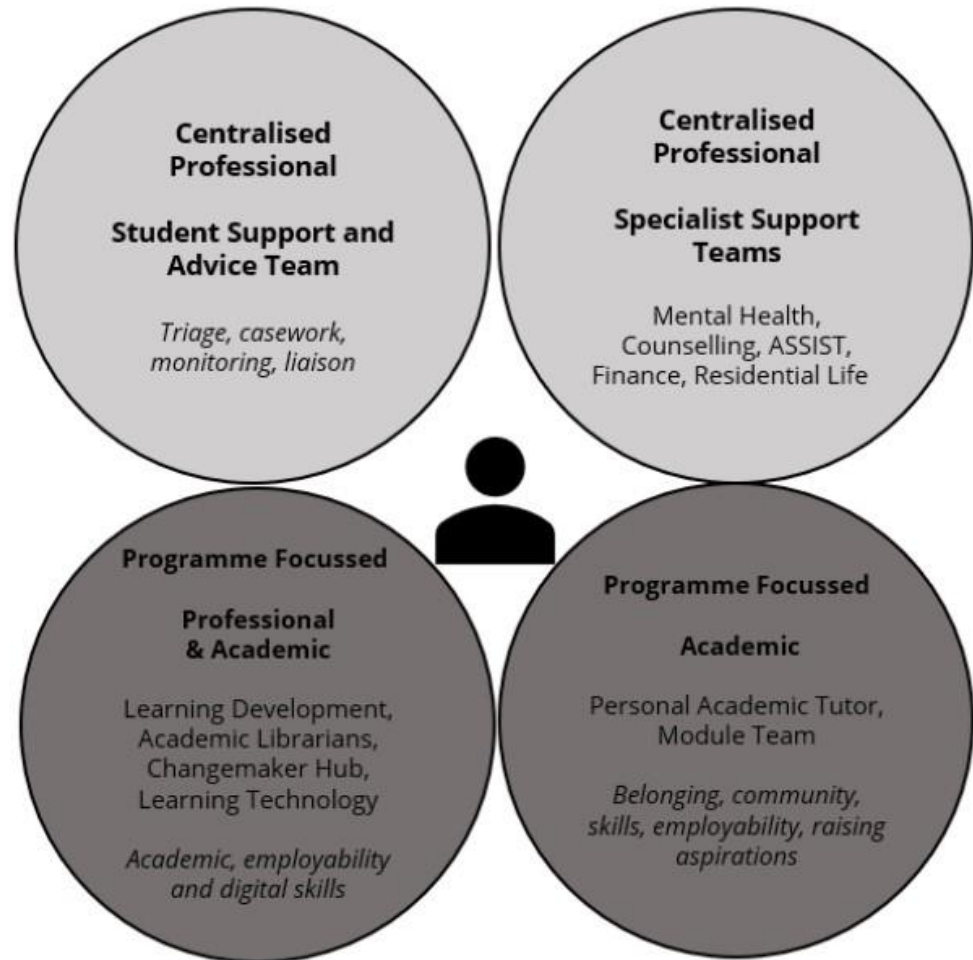 Centralised
Professional
Student Support and
Advice Team
Triage, casework,
monitoring, liaison
Centralised
Professional
Specialist Support
Teams
Mental Health,
Counselling, ASSIST,
Finance, Residential Life
Programme Focussed
Professional
& Academic
Learning Development,
Academic Librarians,
Changemaker Hub,
Learning Technology
Academic, employability
and digital skills
Programme Focussed
Academic
Personal Academic Tutor,
Module Team
Belonging, community,
skills, employability, raising
aspirations